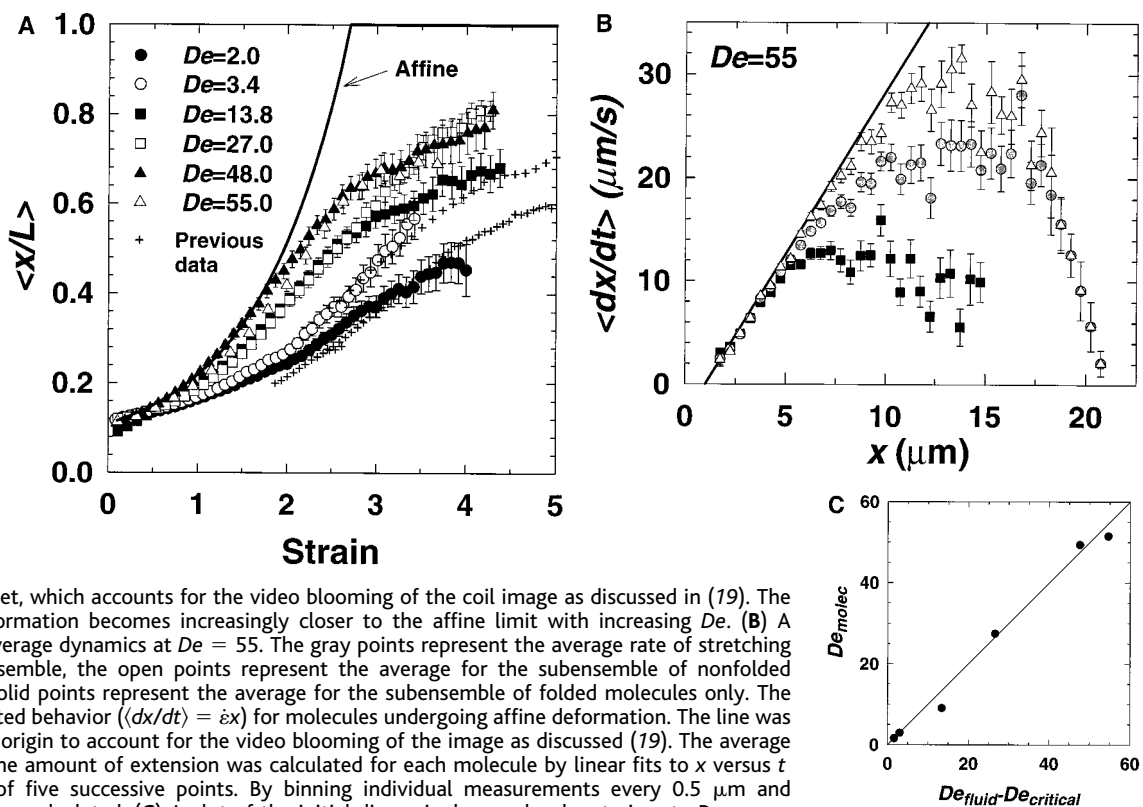 A
1.0
0.8
0.6
0.4
0.2
0.0
<x/L>
De=2.0
De=3.4
De=13.8
De=27.0
De=48.0
De=55.0
Previous
data
Affine
0 1 2 3 4 5
Strain
B
De=55
30
20
10
0
<dx/dt> (μm/s)
0 5 10 15 20
x (μm)
C
60
40
20
0
De_molec
0 20 40 60
De_fluid-De_critical
et, which accounts for the video blooming of the coil image as discussed in (19). The
ormation becomes increasingly closer to the affine limit with increasing De. (B) A
verage dynamics at De = 55. The gray points represent the average rate of stretching
semble, the open points represent the average for the subensemble of nonfolded
olid points represent the average for the subensemble of folded molecules only. The
ted behavior (⟨dx/dt⟩ = ε̇x) for molecules undergoing affine deformation. The line was
origin to account for the video blooming of the image as discussed (19). The average
ne amount of extension was calculated for each molecule by linear fits to x versus t
of five successive points. By binning individual measurements every 0.5 μm and